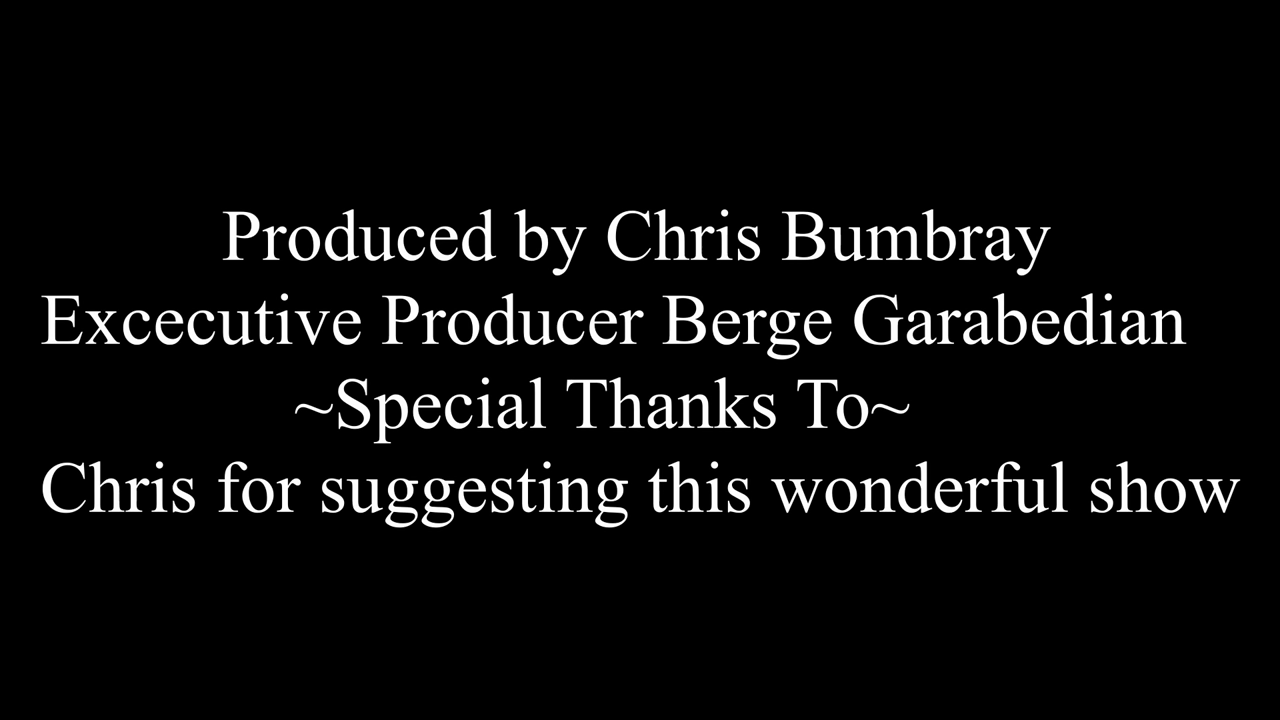 Produced by Chris Bumbray
Excecutive Producer Berge Garabedian
~Special Thanks To~
Chris for suggesting this wonderful show